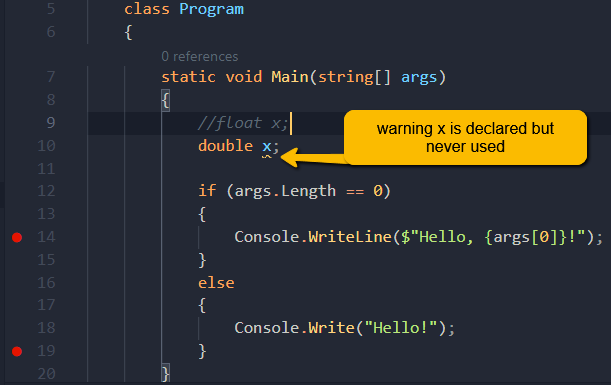 5 class Program
6 {
0 references
7 static void Main(string[] args)
8 {
9 //float x;
10 double x;
11
12 if (args.Length == 0)
13 {
14 Console.WriteLine($"Hello, {args[0]}!");
15 }
16 else
17 {
18 Console.Write("Hello!");
19 }
20 }
warning x is declared but
never used